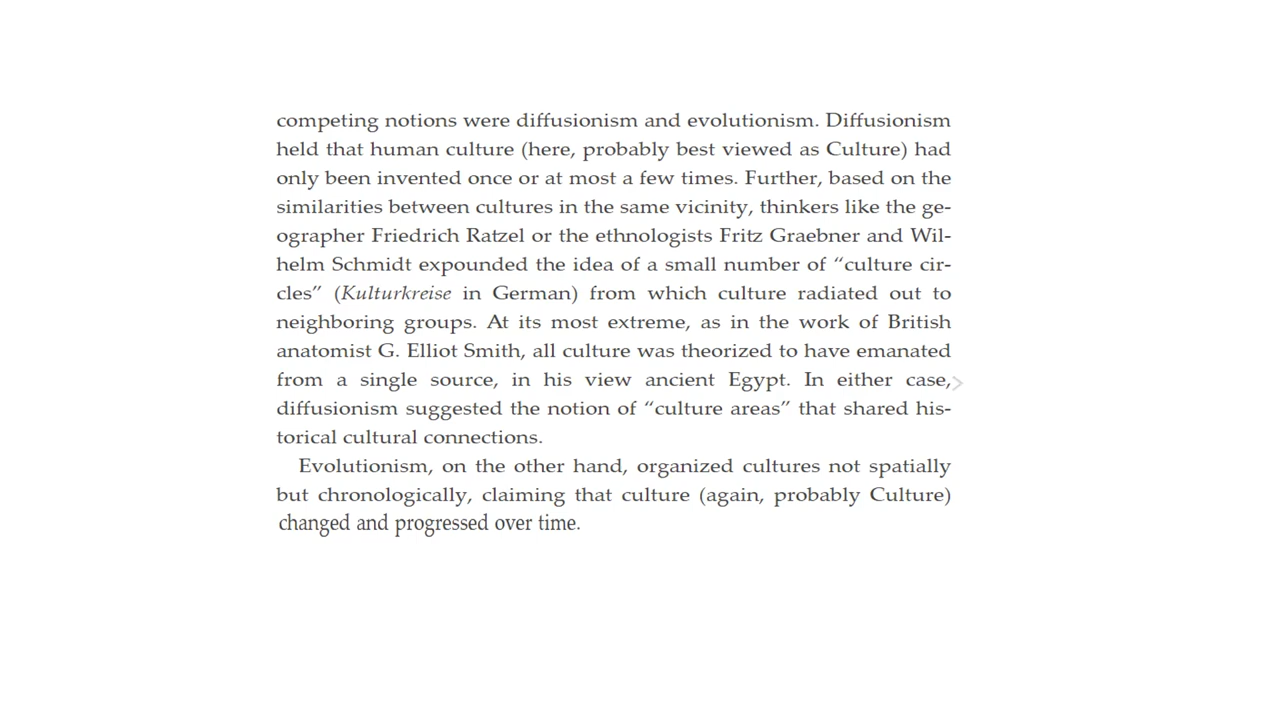 competing notions were diffusionism and evolutionism. Diffusionism
held that human culture (here, probably best viewed as Culture) had
only been invented once or at most a few times. Further, based on the
similarities between cultures in the same vicinity, thinkers like the ge-
ographer Friedrich Ratzel or the ethnologists Fritz Graebner and Wil-
helm Schmidt expounded the idea of a small number of “culture cir-
cles” (Kulturkreise in German) from which culture radiated out to
neighboring groups. At its most extreme, as in the work of British
anatomist G. Elliot Smith, all culture was theorized to have emanated
from a single source, in his view ancient Egypt. In either case,
diffusionism suggested the notion of “culture areas” that shared his-
torical cultural connections.
Evolutionism, on the other hand, organized cultures not spatially
but chronologically, claiming that culture (again, probably Culture)
changed and progressed over time.